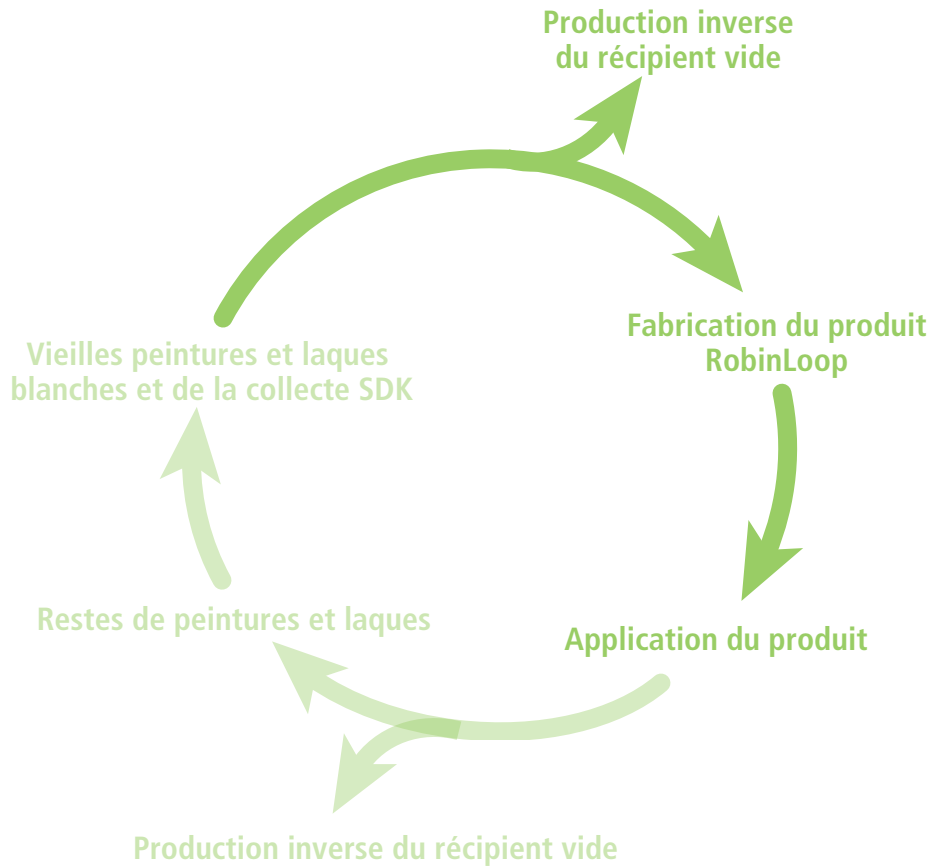 Production inverse
du récipient vide
Fabrication du produit
RobinLoop
Vieilles peintures et laques
blanches et de la collecte SDK
Restes de peintures et laques
Application du produit
Production inverse du récipient vide